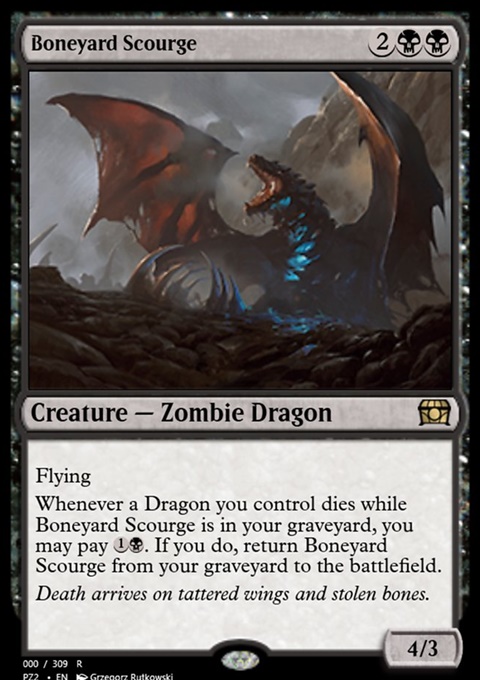 Boneyard Scourge 2
Creature — Zombie Dragon
Flying
Whenever a Dragon you control dies while
Boneyard Scourge is in your graveyard, you
may pay 1. If you do, return Boneyard
Scourge from your graveyard to the battlefield.
Death arrives on tattered wings and stolen bones.
4/3
000 / 309 R
PZ2 • EN Grzegorz Rutkowski